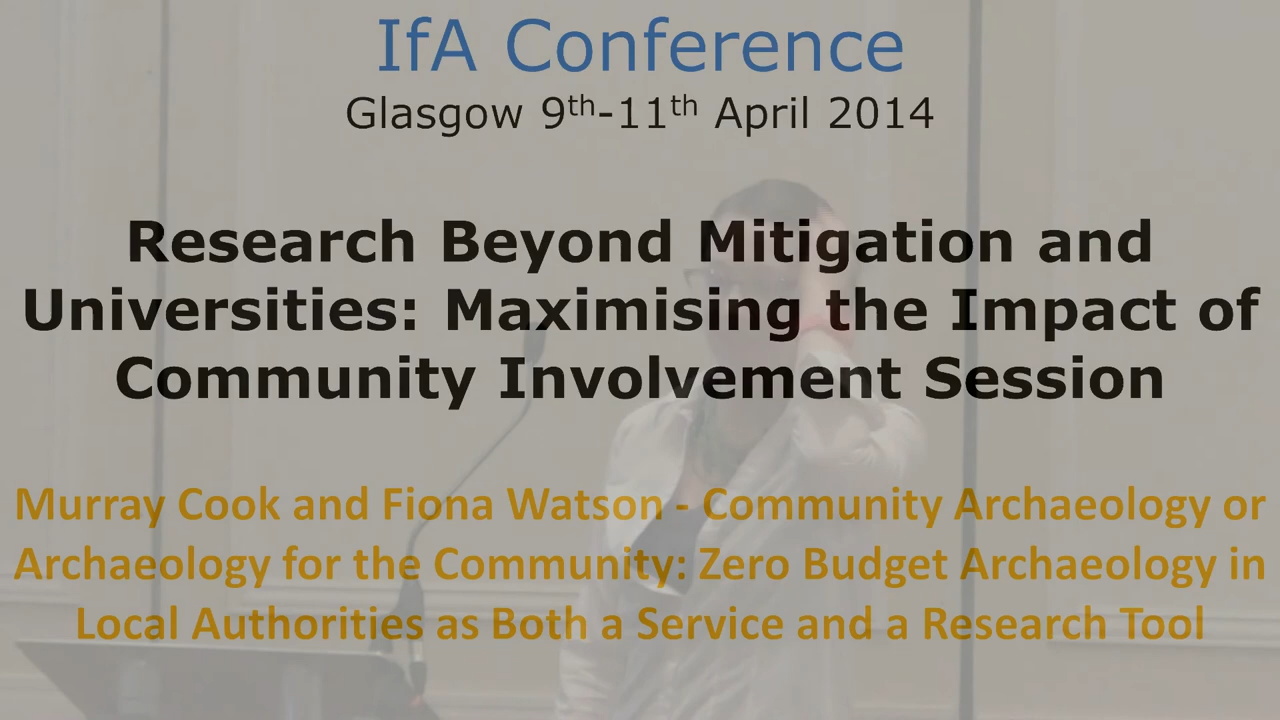 IfA Conference
Glasgow 9th-11th April 2014
Research Beyond Mitigation and
Universities: Maximising the Impact of
Community Involvement Session
Murray Cook and Fiona Watson - Community Archaeology or
Archaeology for the Community: Zero Budget Archaeology in
Local Authorities as Both a Service and a Research Tool